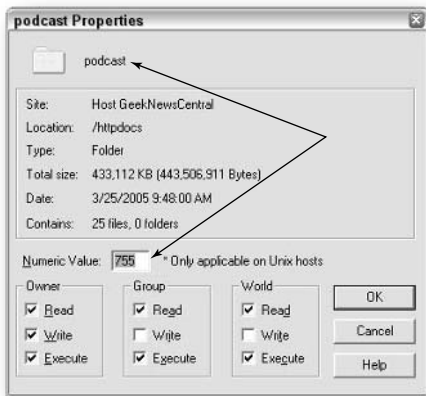 podcast Properties
podcast
Site: Host GeekNewsCentral
Location: /httpdocs
Type: Folder
Total size: 433,112 KB (443,506,911 Bytes)
Date: 3/25/2005 9:48:00 AM
Contains: 25 files, 0 folders
Numeric Value: 755 * Only applicable on Unix hosts
Owner Group World
Read Read Read OK
Write Write Write Cancel
Execute Execute Execute Help